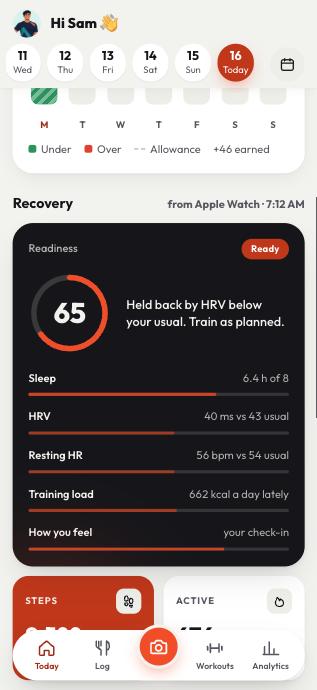 Hi Sam 👋
11 12 13 14 15 16
Wed Thu Fri Sat Sun Today
M T W T F S S
Under Over Allowance +46 earned
Recovery from Apple Watch · 7:12 AM
Readiness Ready
65
Held back by HRV below
your usual. Train as planned.
Sleep 6.4 h of 8
HRV 40 ms vs 43 usual
Resting HR 56 bpm vs 54 usual
Training load 662 kcal a day lately
How you feel your check-in
STEPS ACTIVE
Today Log Workouts Analytics